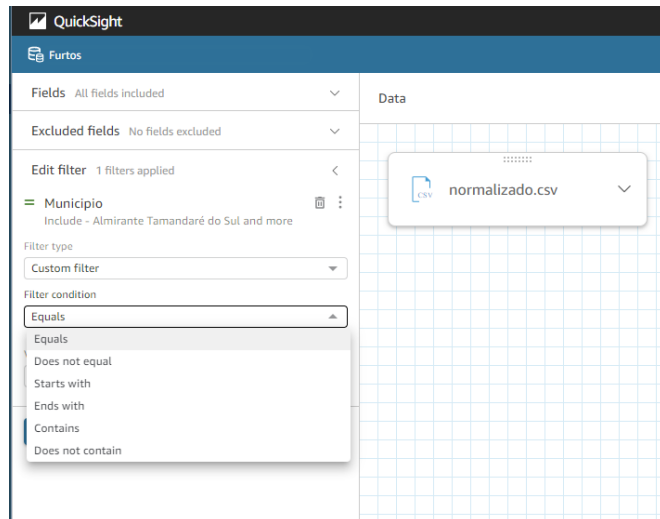 QuickSight
Furtos
Fields All fields included
Excluded fields No fields excluded
Edit filter 1 filters applied
Municipio
Include - Almirante Tamandaré do Sul and more
Filter type
Custom filter
Filter condition
Equals
Equals
Does not equal
Starts with
Ends with
Contains
Does not contain
Data
CSV normalizado.csv